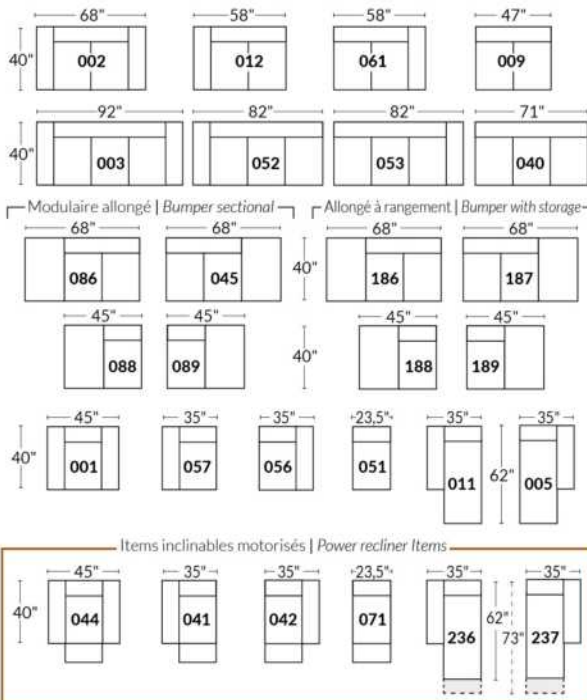 68" 58" 58" 47"
40" 002 012 061 009
92" 82" 82" 71"
40" 003 052 053 040
Modulaire allongé | Bumper sectional Allongé à rangement | Bumper with storage
68" 68" 68" 68"
086 045 40" 186 187
45" 45" 45" 45"
088 089 40" 188 189
45" 35" 35" 23,5" 35" 35"
40" 001 057 056 051 011 62" 005
Items inclinables motorisés | Power recliner Items
45" 35" 35" 23,5" 35" 35"
40" 044 041 042 071 236 62" 73" 237